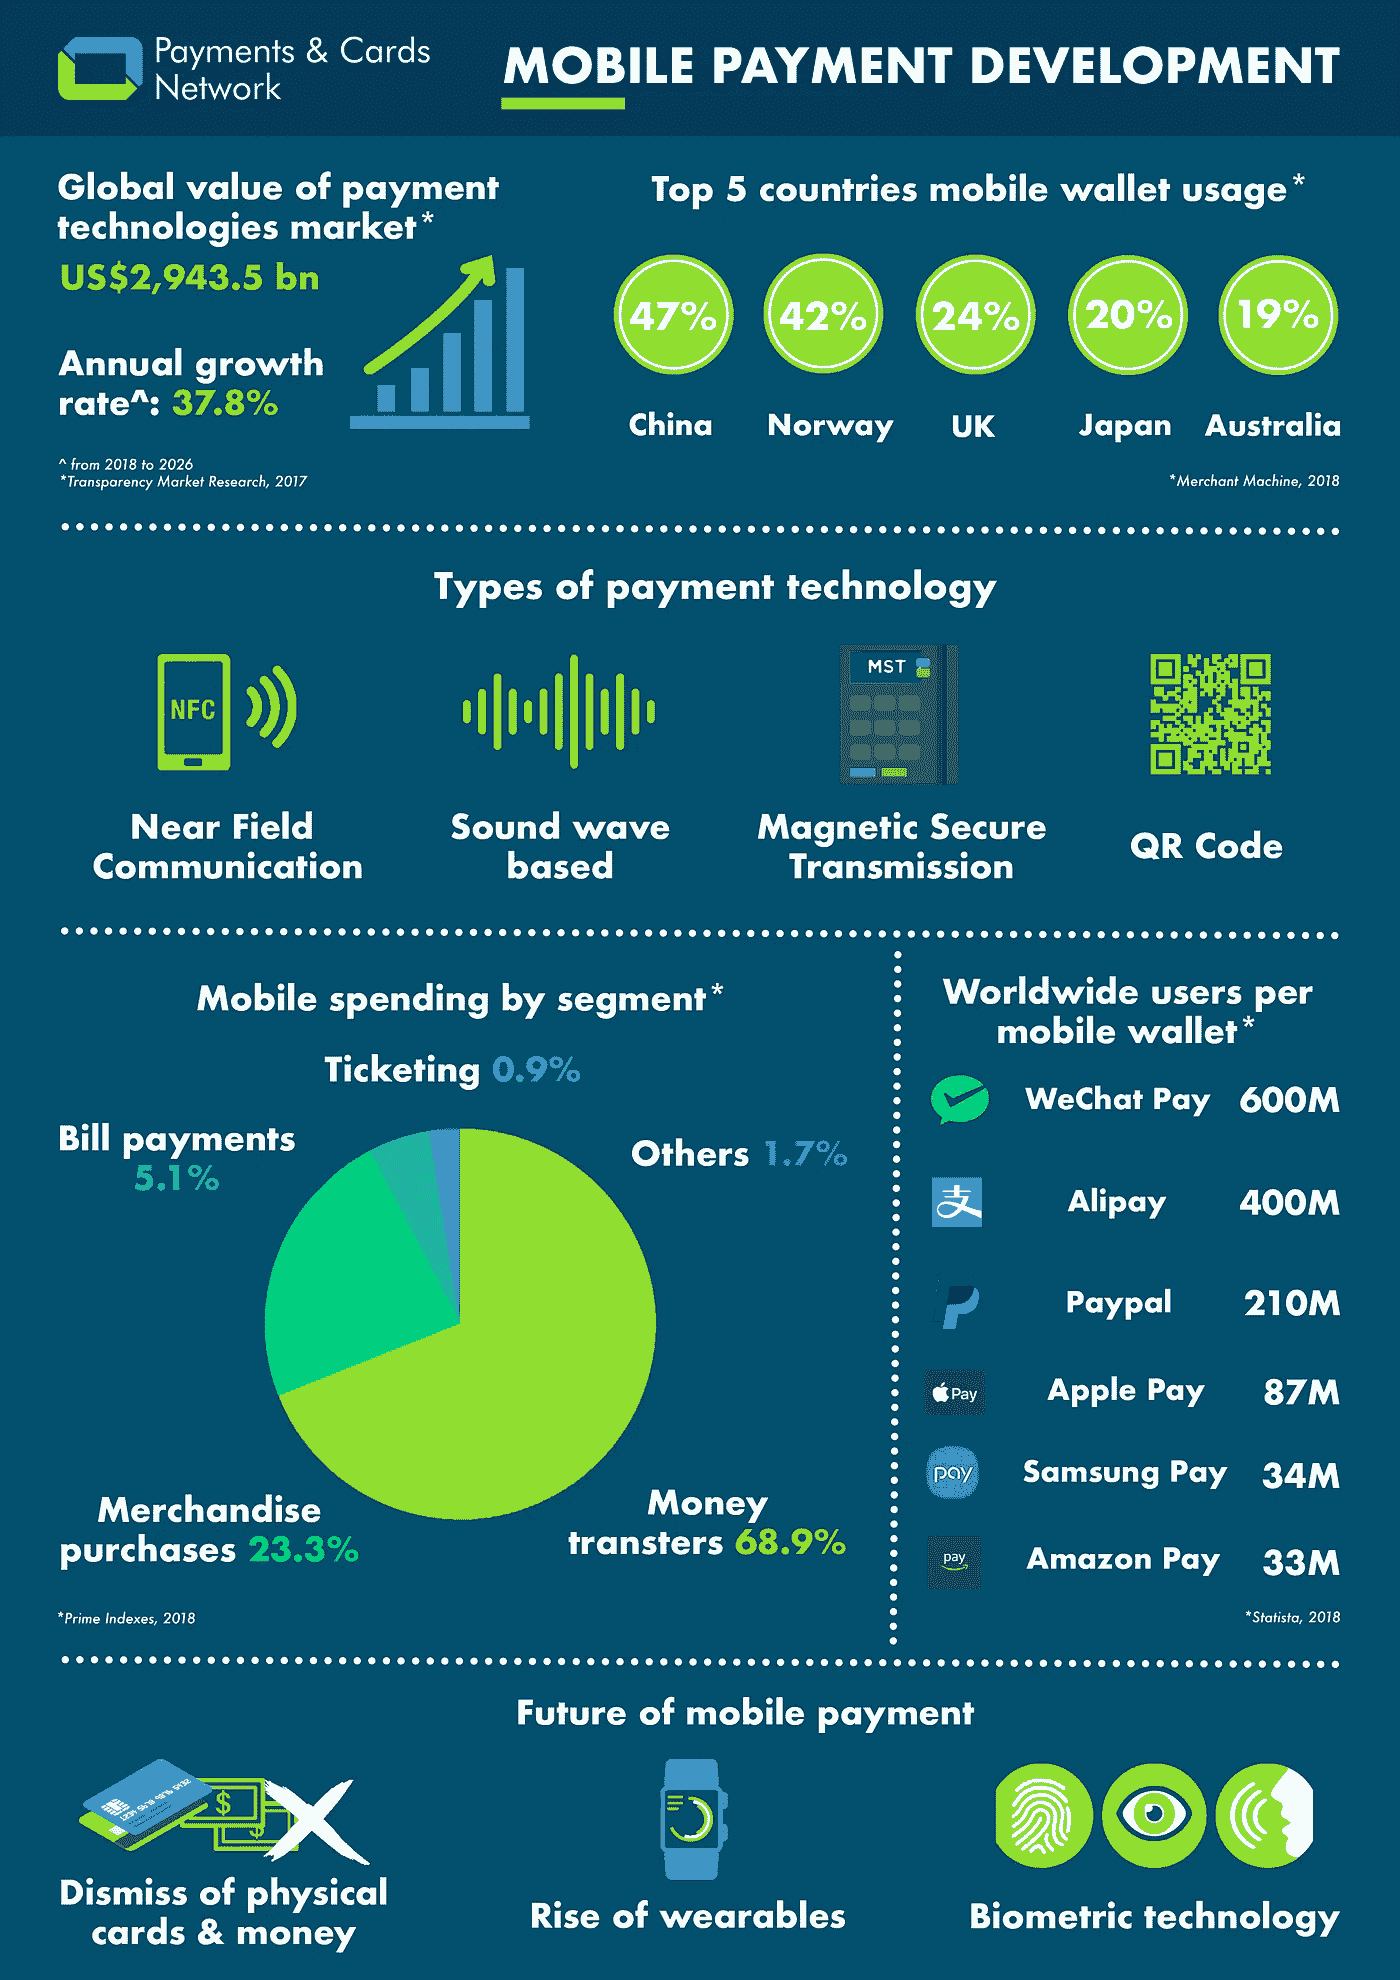 Payments & Cards
Network
MOBILE PAYMENT DEVELOPMENT
Global value of payment
technologies market*
US$2,943.5 bn
Annual growth
rate^: 37.8%
^ from 2018 to 2026
*Transparency Market Research, 2017
Top 5 countries mobile wallet usage*
47% 42% 24% 20% 19%
China Norway UK Japan Australia
*Merchant Machine, 2018
Types of payment technology
NFC
MST
Near Field
Communication
Sound wave
based
Magnetic Secure
Transmission
QR Code
Mobile spending by segment*
Ticketing 0.9%
Bill payments
5.1%
Others 1.7%
Merchandise
purchases 23.3%
Money
transters 68.9%
*Prime Indexes, 2018
Worldwide users per
mobile wallet*
WeChat Pay 600M
支 Alipay 400M
Paypal 210M
Pay Apple Pay 87M
pay Samsung Pay 34M
pay Amazon Pay 33M
*Statista, 2018
Future of mobile payment
$
$
Dismiss of physical
cards & money
Rise of wearables
Biometric technology